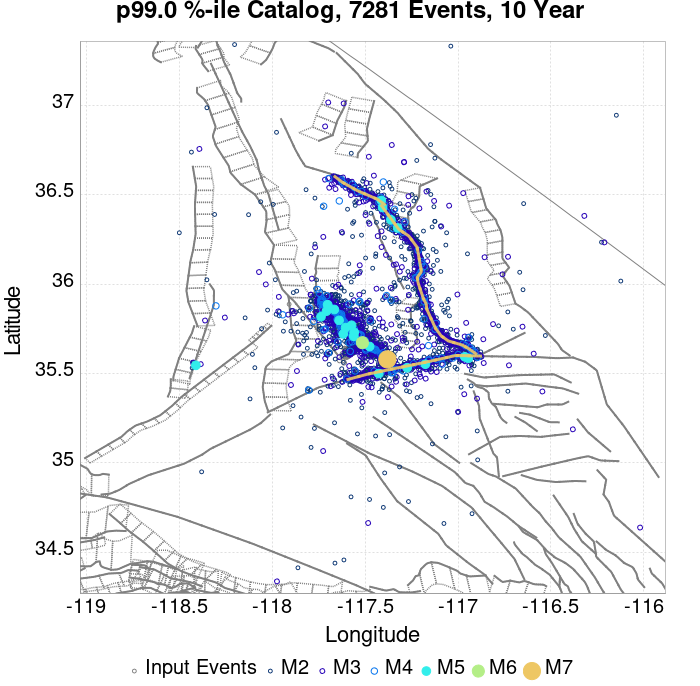 p99.0 %-ile Catalog, 7281 Events, 10 Year
37
36.5
36
35.5
35
34.5
Latitude
-119 -118.5 -118 -117.5 -117 -116.5 -116
Longitude
Input Events M2 M3 M4 M5 M6 M7